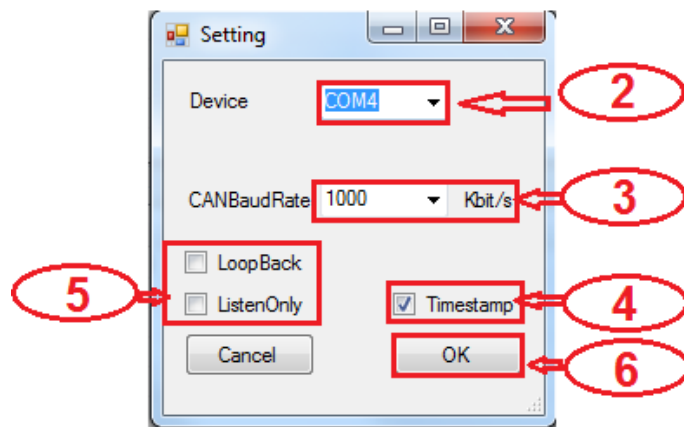 Setting
Device COM4 2
CANBaudRate 1000 Kbit/s 3
LoopBack
5 ListenOnly Timestamp 4
Cancel OK 6